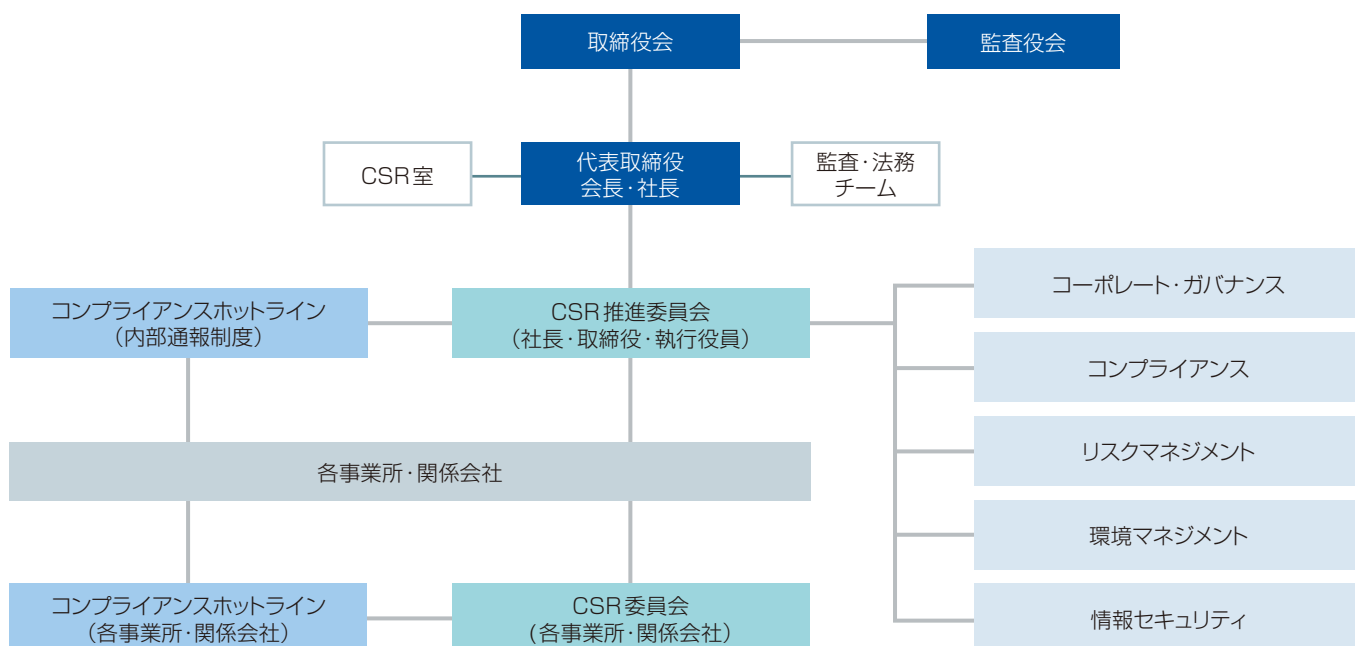 取締役会
監査役会
CSR室
代表取締役
会長・社長
監査・法務
チーム
コンプライアンスホットライン
（内部通報制度）
CSR推進委員会
（社長・取締役・執行役員）
コーポレート・ガバナンス
コンプライアンス
リスクマネジメント
環境マネジメント
情報セキュリティ
各事業所・関係会社
コンプライアンスホットライン
（各事業所・関係会社）
CSR委員会
（各事業所・関係会社）